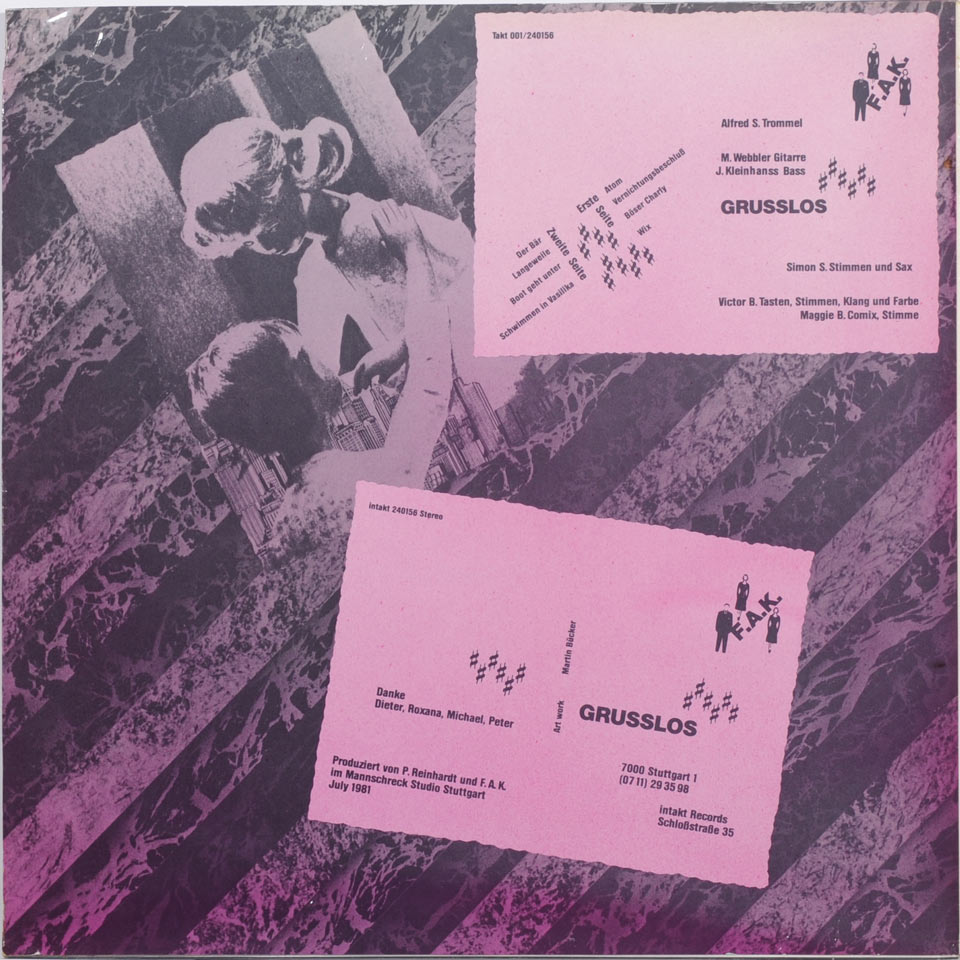 Takt 001/240156
F.A.K.
Alfred S. Trommel
M. Webbler Gitarre
J. Kleinhanss Bass
GRUSSLOS
Erste Seite
Atom
Vernichtungsbeschluß
Böser Charly
Wix
Zweite Seite
Der Bär
Langeweile
Boot geht unter
Schwimmen in Vasilika
Simon S. Stimmen und Sax
Victor B. Tasten, Stimmen, Klang und Farbe
Maggie B. Comix, Stimme
intakt 240156 Stereo
F.A.K.
Danke
Dieter, Roxana, Michael, Peter
Art work Martin Bücker
GRUSSLOS
Produziert von P. Reinhardt und F.A.K.
im Mannschreck Studio Stuttgart
July 1981
7000 Stuttgart 1
(07 11) 29 35 98
intakt Records
Schloßstraße 35